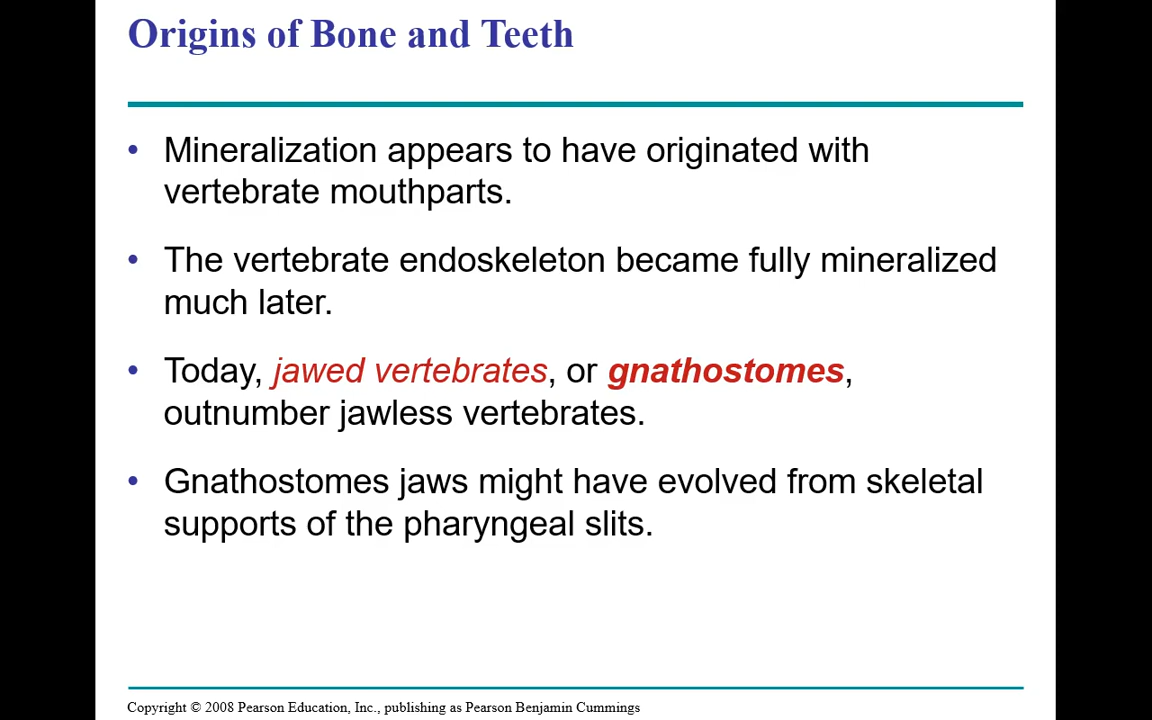 Origins of Bone and Teeth
• Mineralization appears to have originated with
vertebrate mouthparts.
• The vertebrate endoskeleton became fully mineralized
much later.
• Today, jawed vertebrates, or gnathostomes,
outnumber jawless vertebrates.
• Gnathostomes jaws might have evolved from skeletal
supports of the pharyngeal slits.
Copyright © 2008 Pearson Education, Inc., publishing as Pearson Benjamin Cummings